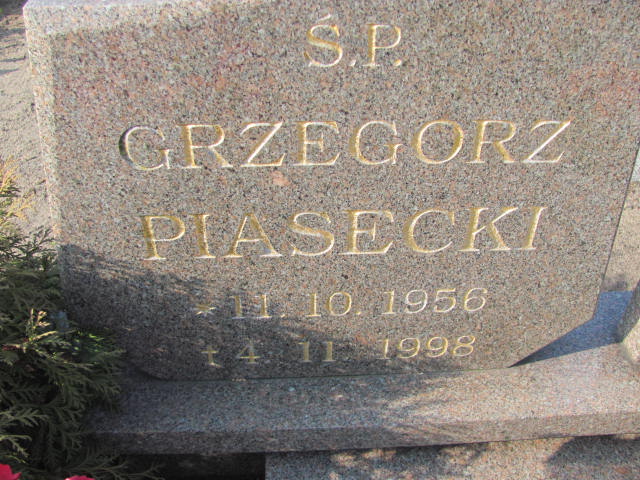 Ś.P.
GRZEGORZ
PIASECKI
* 11. 10. 1956
† 4 11 1998